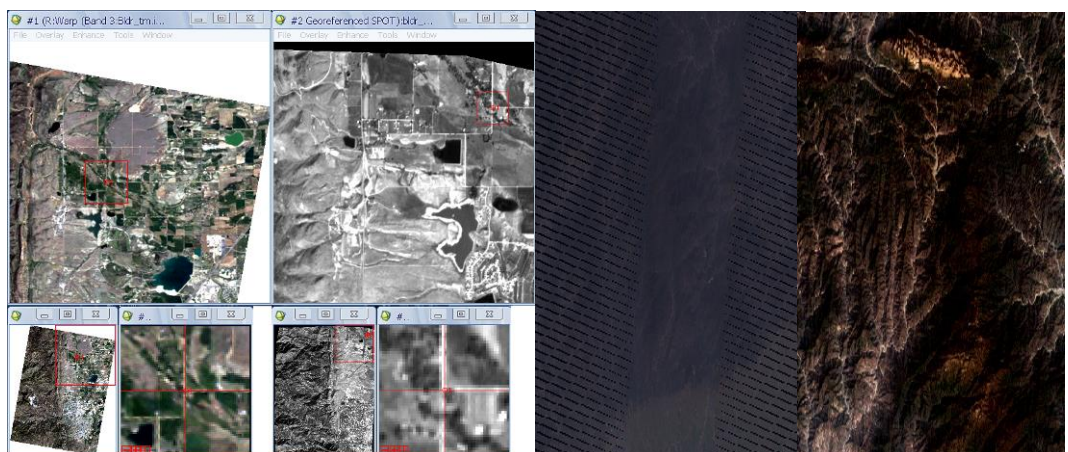 #1 (R:Warp (Band 3:Bldr_tm.i...
File Overlay Enhance Tools Window
#2 Georeferenced SPOT):bldr_...
File Overlay Enhance Tools Window
#..
#..